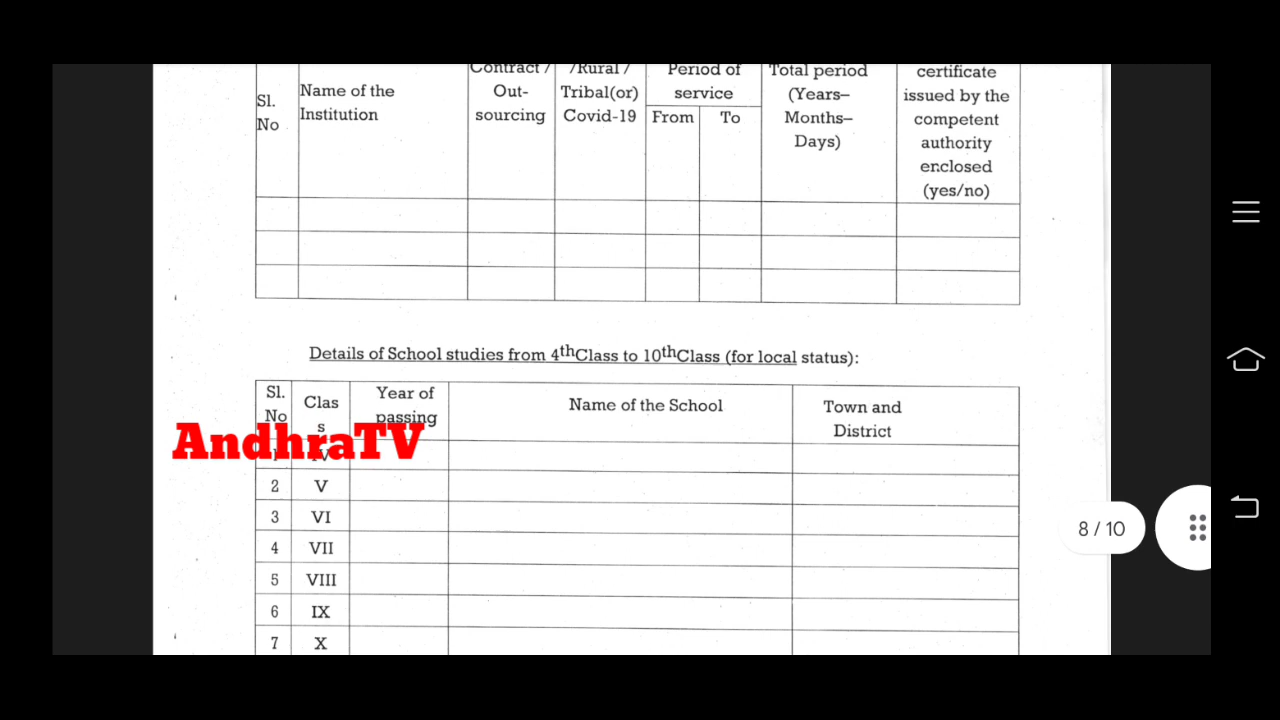 Sl.
No
Name of the
Institution
Contract /
Out-
sourcing
/Rural /
Tribal(or)
Covid-19
Period of
service
From To
Total period
(Years–
Months–
Days)
certificate
issued by the
competent
authority
enclosed
(yes/no)
Details of School studies from 4thClass to 10thClass (for local status):
Sl.
No
Clas
s
Year of
passing
Name of the School
Town and
District
AndhraTV
1 IV
2 V
3 VI
4 VII
5 VIII
6 IX
7 X
8 / 10